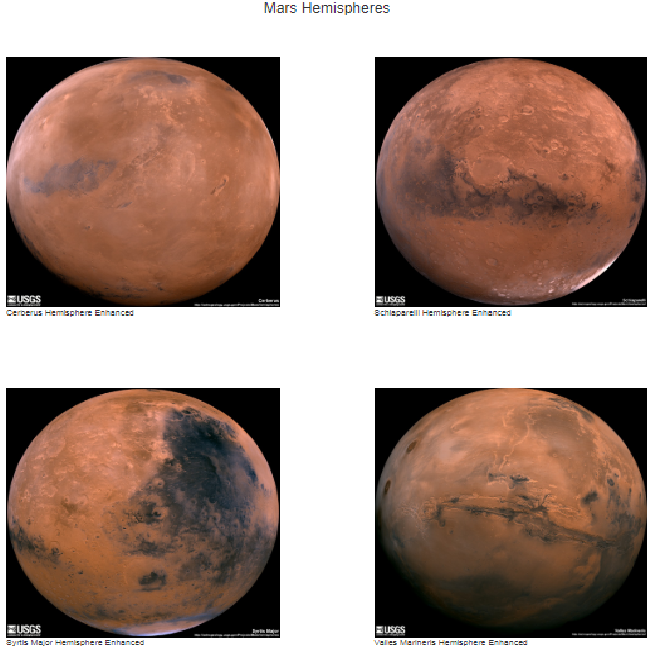 Mars Hemispheres
USGS
Cerberus
Cerberus Hemisphere Enhanced
USGS
Schiaparelli
Schiaparelli Hemisphere Enhanced
USGS
Syrtis Major
Syrtis Major Hemisphere Enhanced
USGS
Valles Marineris
Valles Marineris Hemisphere Enhanced